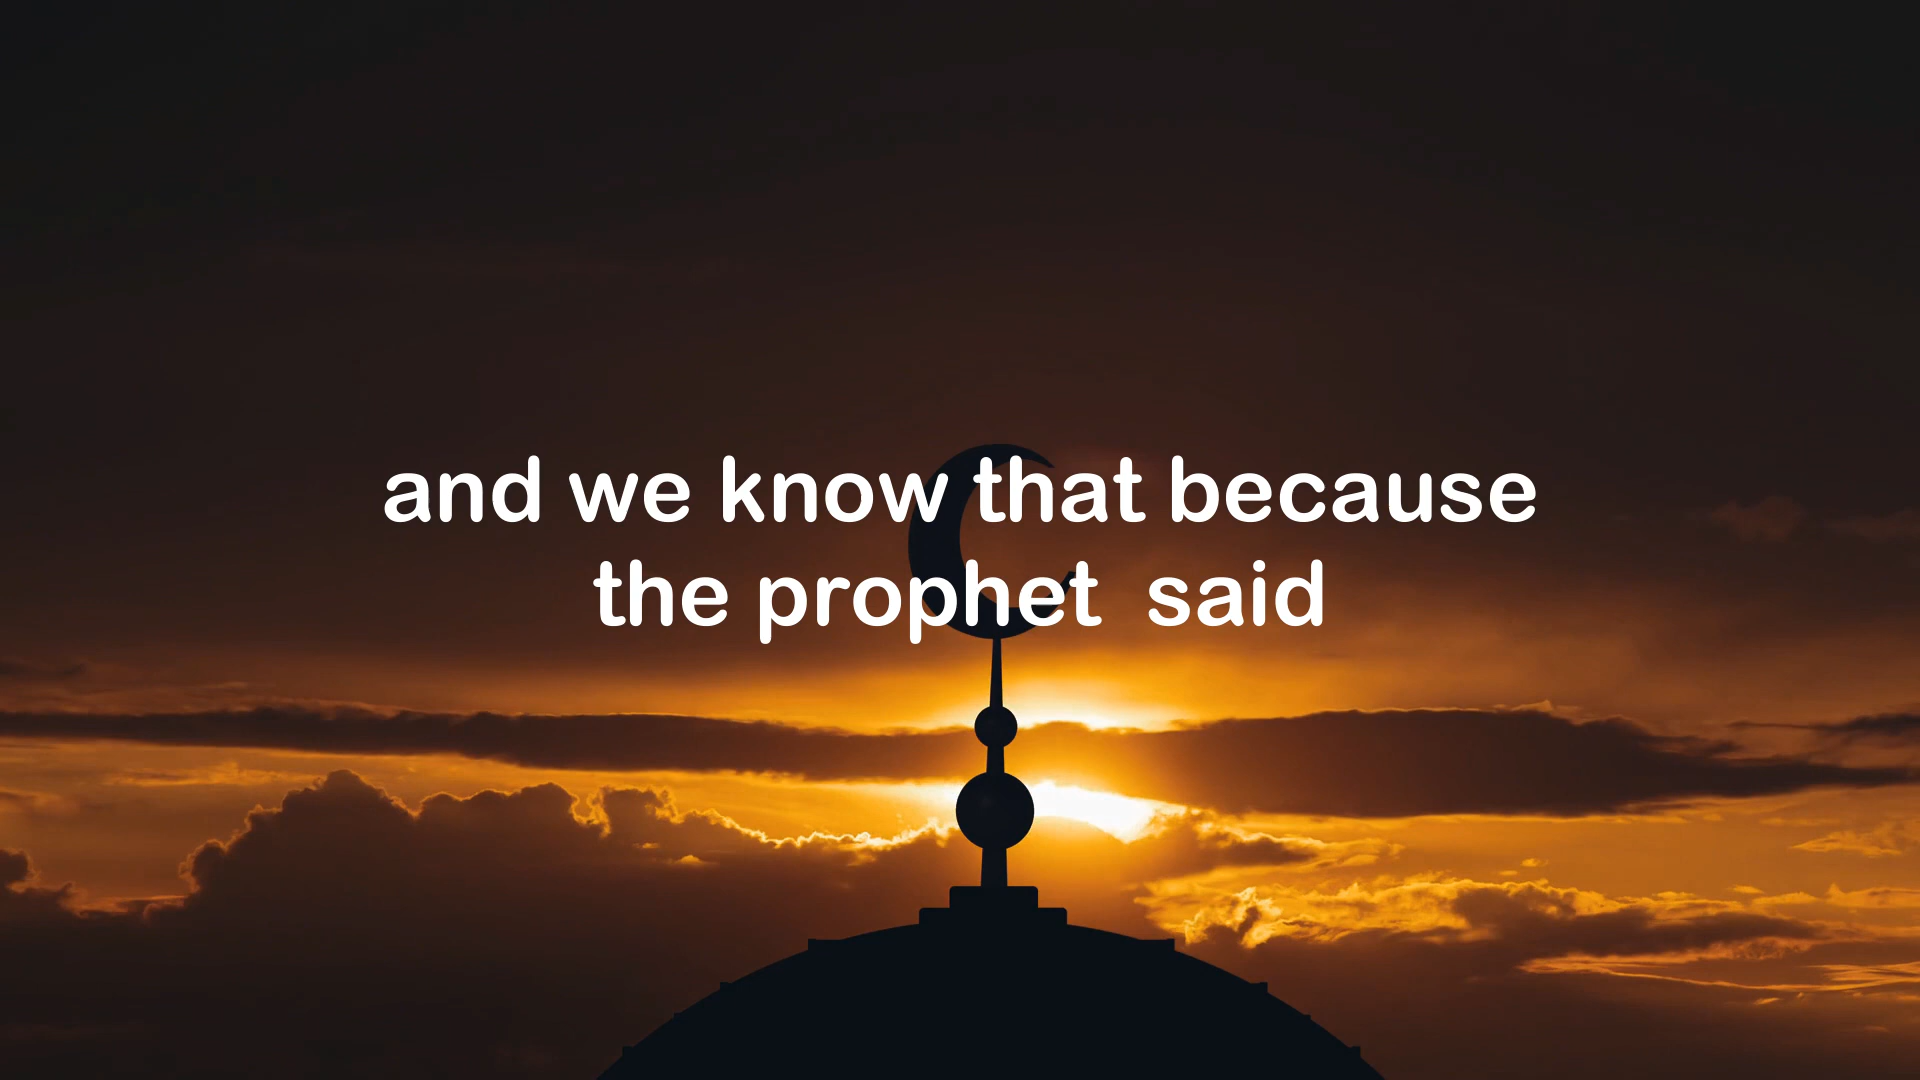 and we know that because
the prophet  said